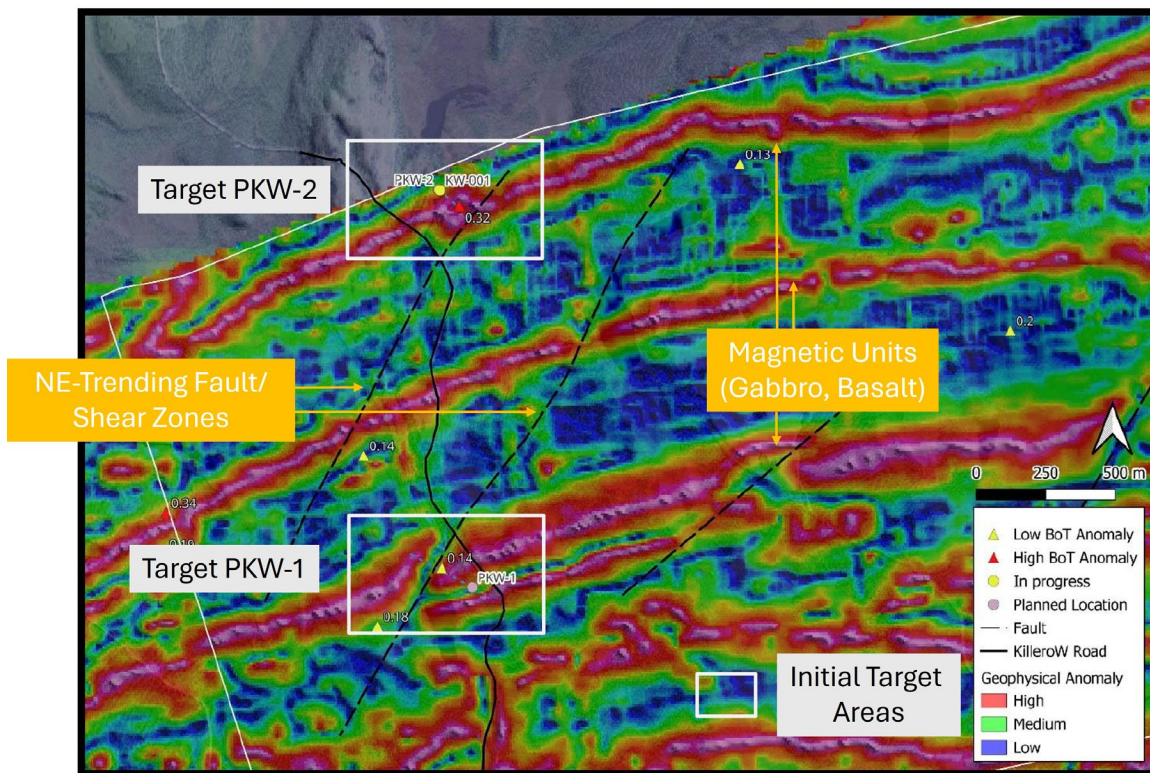 0.13
Target PKW-2
PKW-2 KW-001
0.32
0.2
Magnetic Units
(Gabbro, Basalt)
NE-Trending Fault/
Shear Zones
0.14
0.34
0.19
0 250 500 m
Target PKW-1
0.14
PKW-1
0.18
Initial Target
Areas
Low BoT Anomaly
High BoT Anomaly
In progress
Planned Location
Fault
KilleroW Road
Geophysical Anomaly
High
Medium
Low